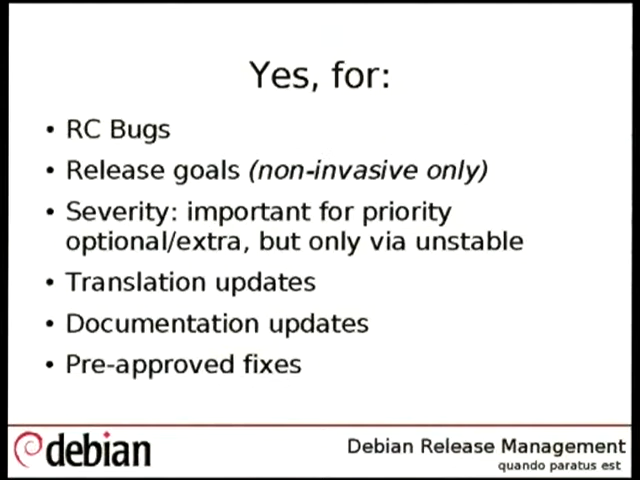 Yes, for:
• RC Bugs
• Release goals (non-invasive only)
• Severity: important for priority
optional/extra, but only via unstable
• Translation updates
• Documentation updates
• Pre-approved fixes
debian
Debian Release Management
quando paratus est